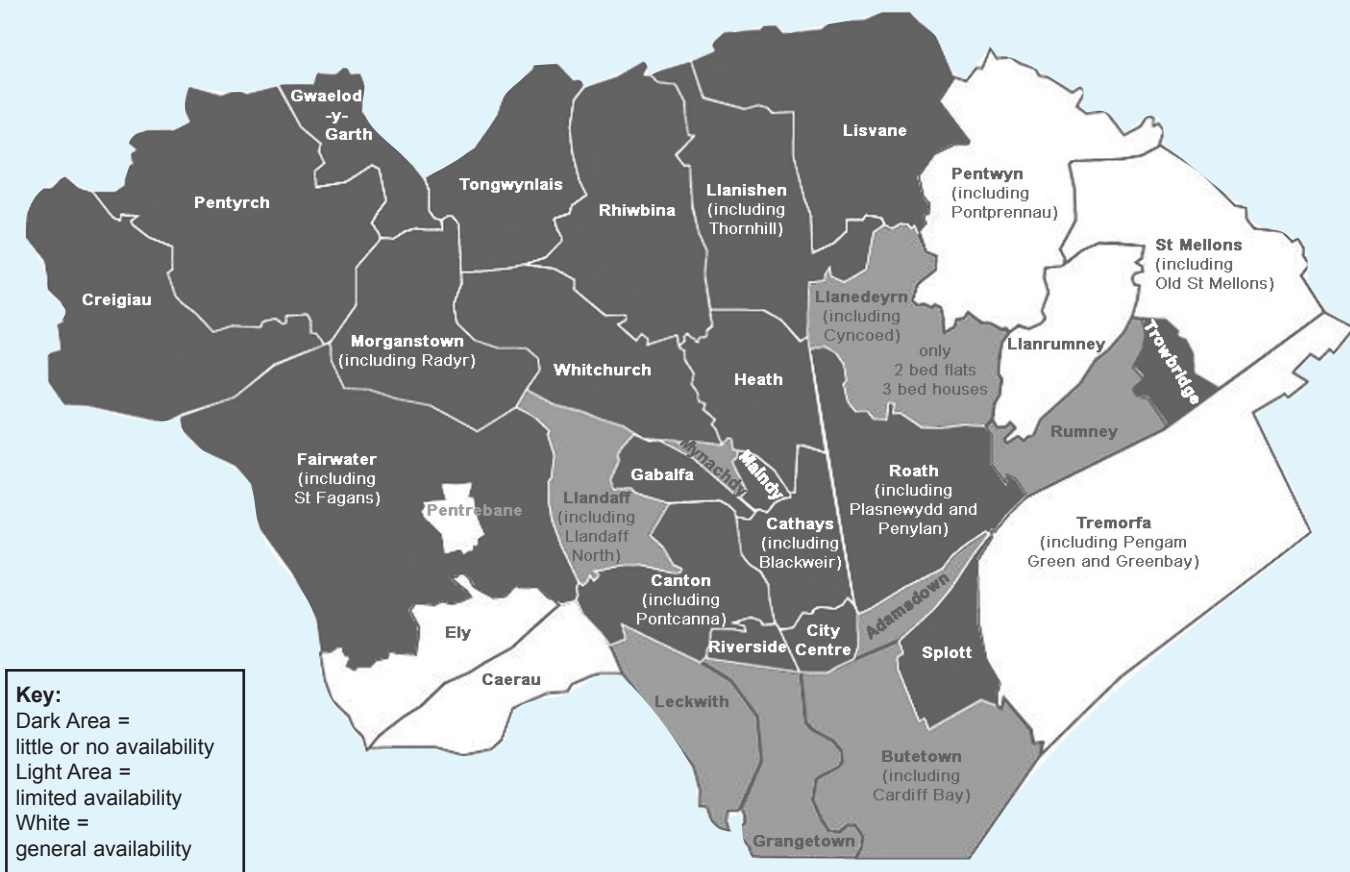 Gwaelod
-y-
Garth
Pentyrch
Creigiau
Tongwynlais
Rhiwbina
Llanishen
(including
Thornhill)
Lisvane
Pentwyn
(including
Pontprennau)
St Mellons
(including
Old St Mellons)
Morganstown
(including Radyr)
Whitchurch
Heath
Llanedeyrn
(including
Cyncoed)
only
2 bed flats
3 bed houses
Llanrumney
Trowbridge
Rumney
Fairwater
(including
St Fagans)
Pentrebane
Llandaff
(including
Llandaff
North)
Gabalfa
Mynachdy
Maindy
Cathays
(including
Blackweir)
Roath
(including
Plasnewydd and
Penylan)
Tremorfa
(including Pengam
Green and Greenbay)
Canton
(including
Pontcanna)
Riverside
City
Centre
Adamsdown
Splott
Ely
Caerau
Leckwith
Butetown
(including
Cardiff Bay)
Grangetown
Key:
Dark Area =
little or no availability
Light Area =
limited availability
White =
general availability